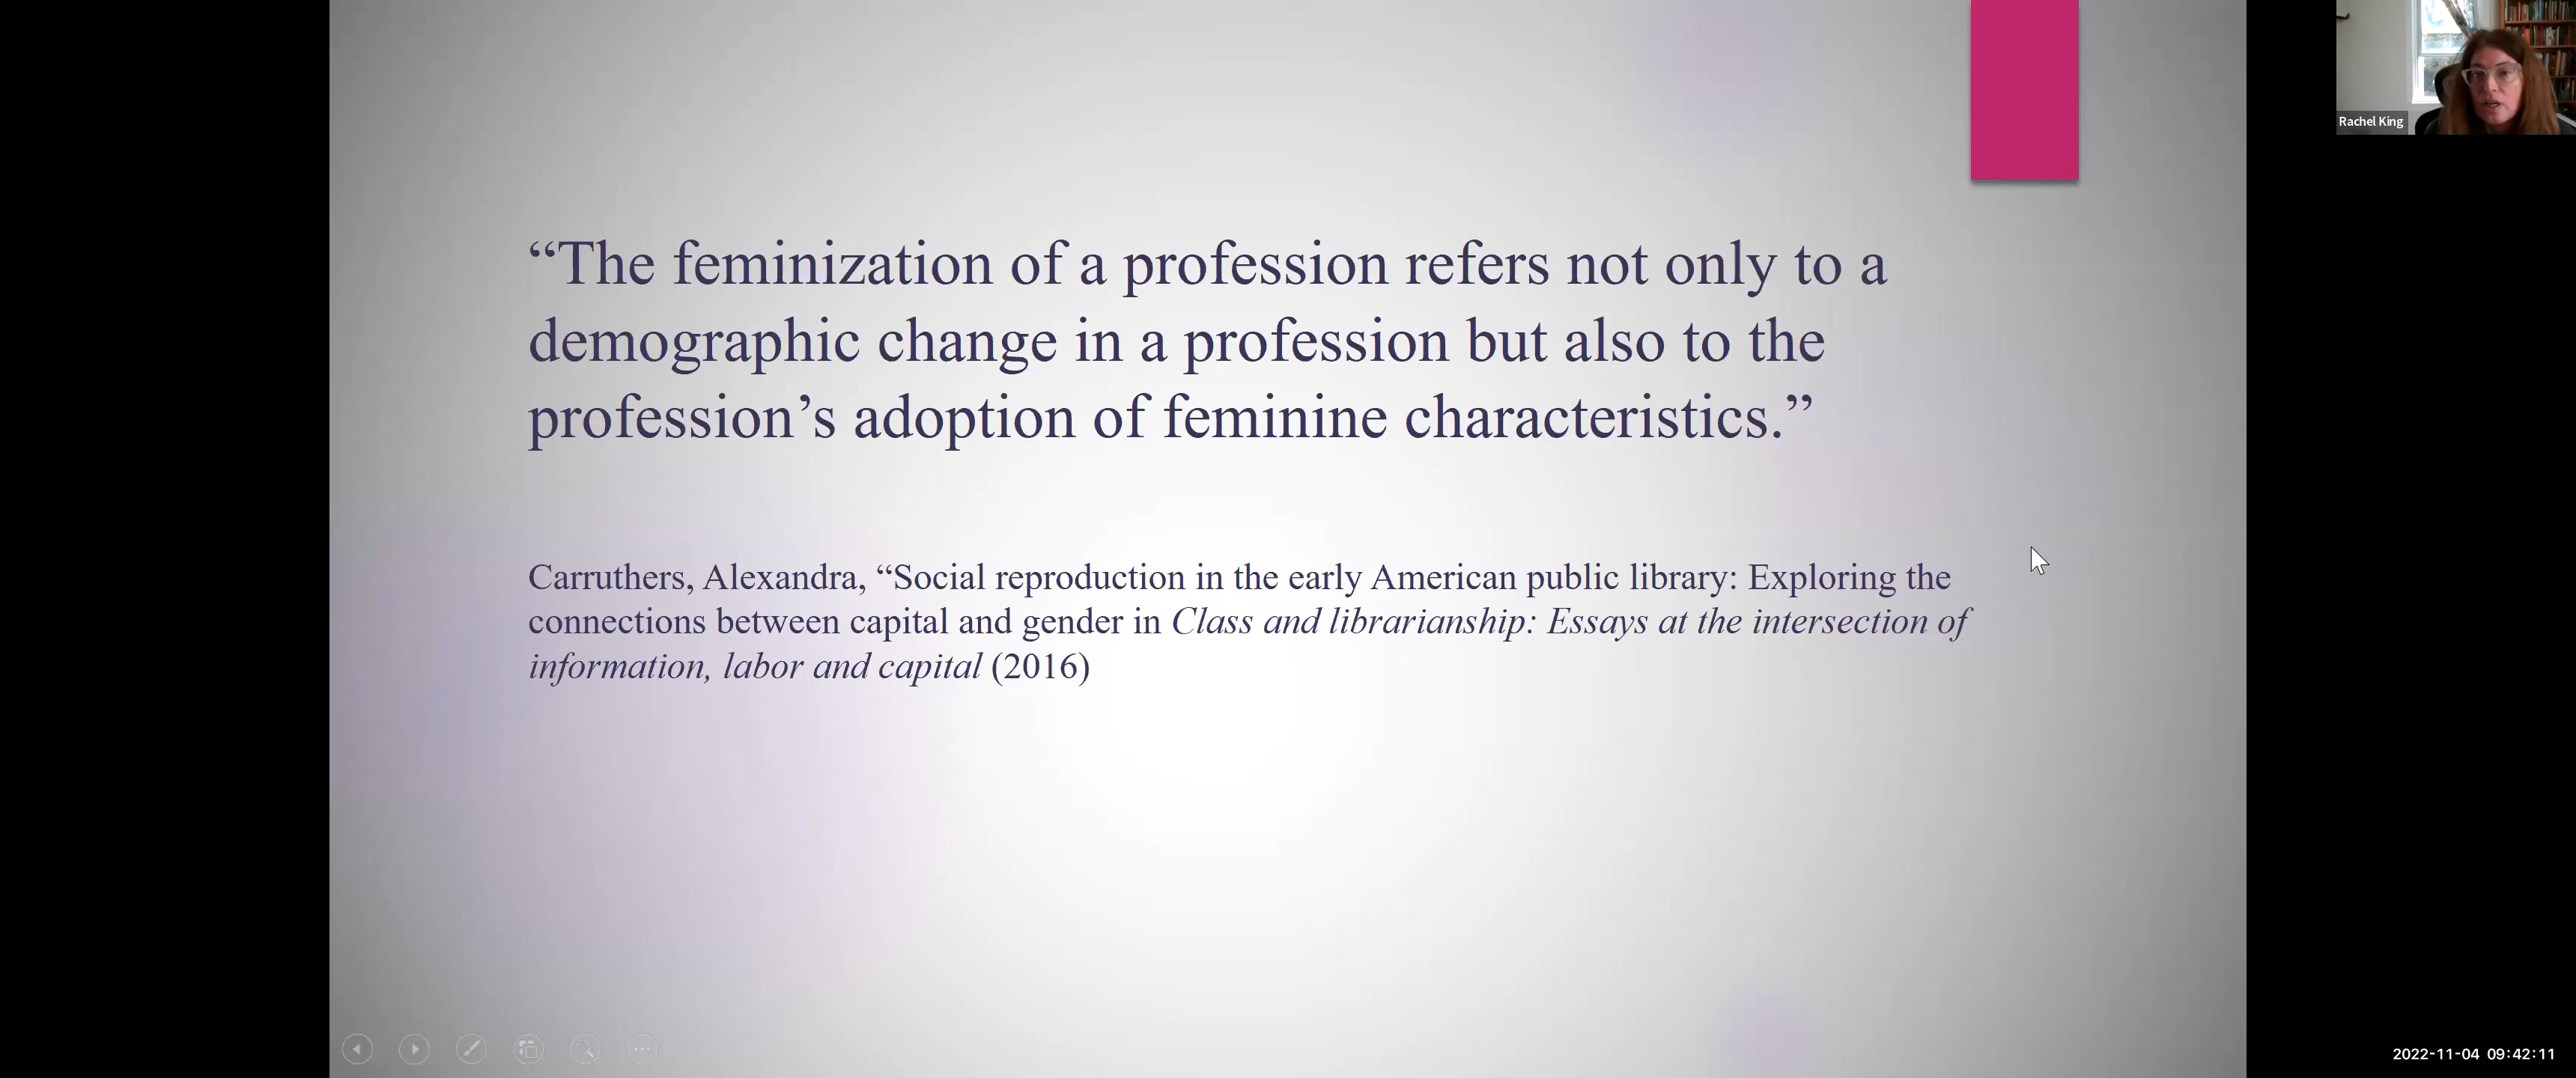 “The feminization of a profession refers not only to a
demographic change in a profession but also to the
profession’s adoption of feminine characteristics.”
Carruthers, Alexandra, “Social reproduction in the early American public library: Exploring the
connections between capital and gender in Class and librarianship: Essays at the intersection of
information, labor and capital (2016)
Rachel King
2022-11-04 09:42:11